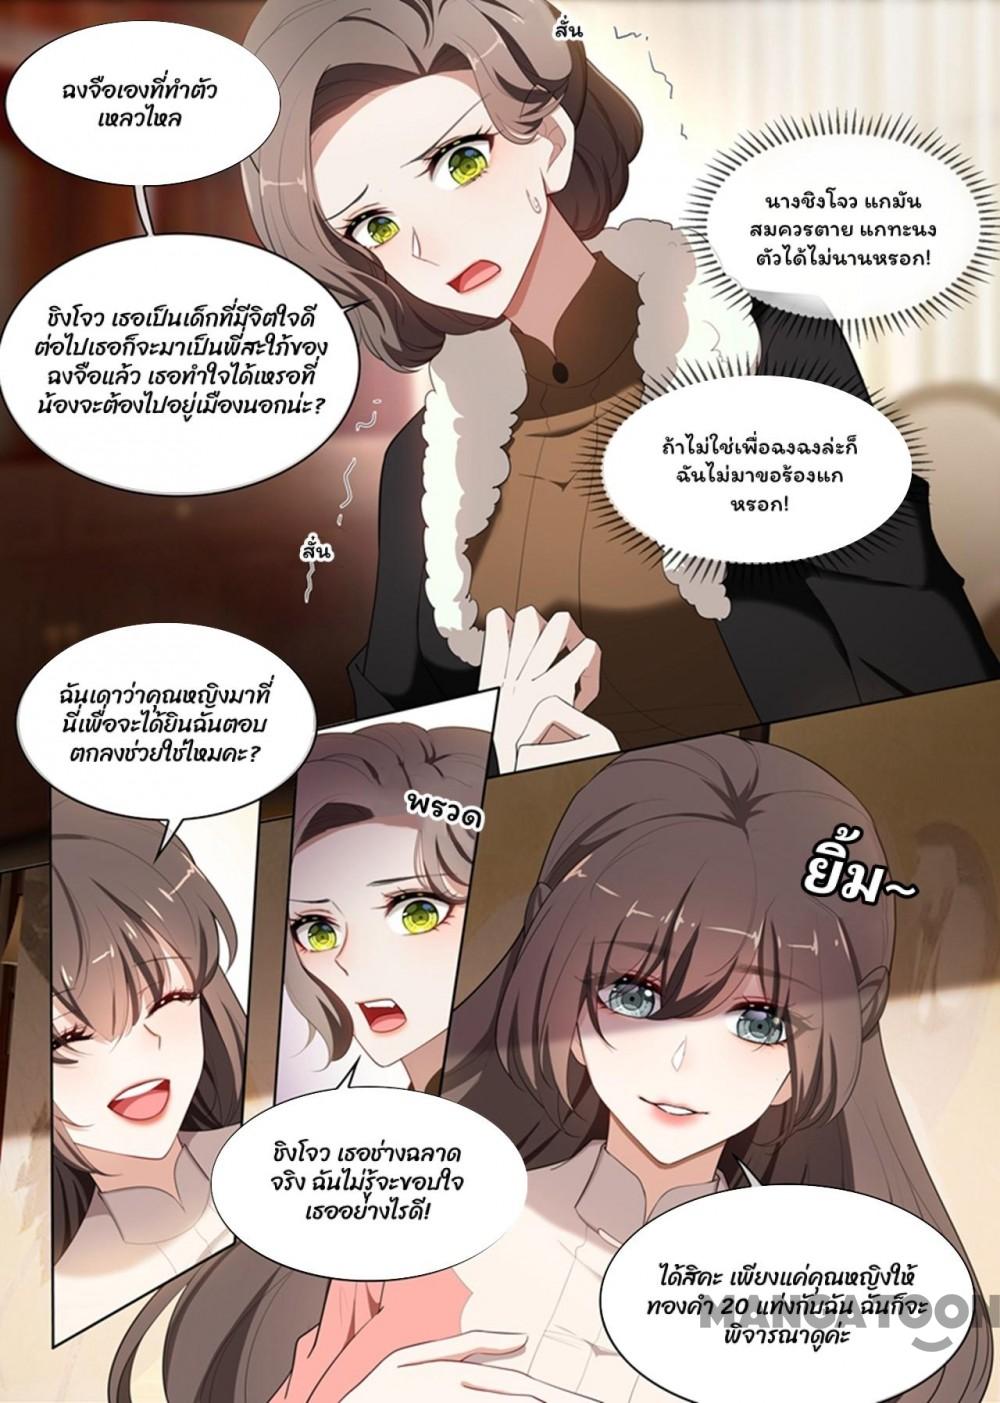 สั่น
ฉงจือเองที่ทำตัว
เหลวไหล
นางชิงโจว แกมัน
สมควรตาย แกทะนง
ตัวได้ไม่นานหรอก!
ชิงโจว เธอเป็นเด็กที่มีจิตใจดี
ต่อไปเธอก็จะมาเป็นพี่สะใภ้ของ
ฉงจือแล้ว เธอทำใจได้เหรอที่
น้องจะต้องไปอยู่เมืองนอกน่ะ?
ถ้าไม่ใช่เพื่อฉงฉงล่ะก็
ฉันไม่มาขอร้องแก
หรอก!
สั่น
ฉันเดาว่าคุณหญิงมาที่
นี่เพื่อจะได้ยินฉันตอบ
ตกลงช่วยใช่ไหมคะ?
พรวด
ยิ้ม~
ชิงโจว เธอช่างฉลาด
จริง ฉันไม่รู้จะขอบใจ
เธออย่างไรดี!
ได้สิคะ เพียงแค่คุณหญิงให้
ทองคำ 20 แท่งกับฉัน ฉันก็จะ
พิจารณาดูค่ะ
MANGATOON